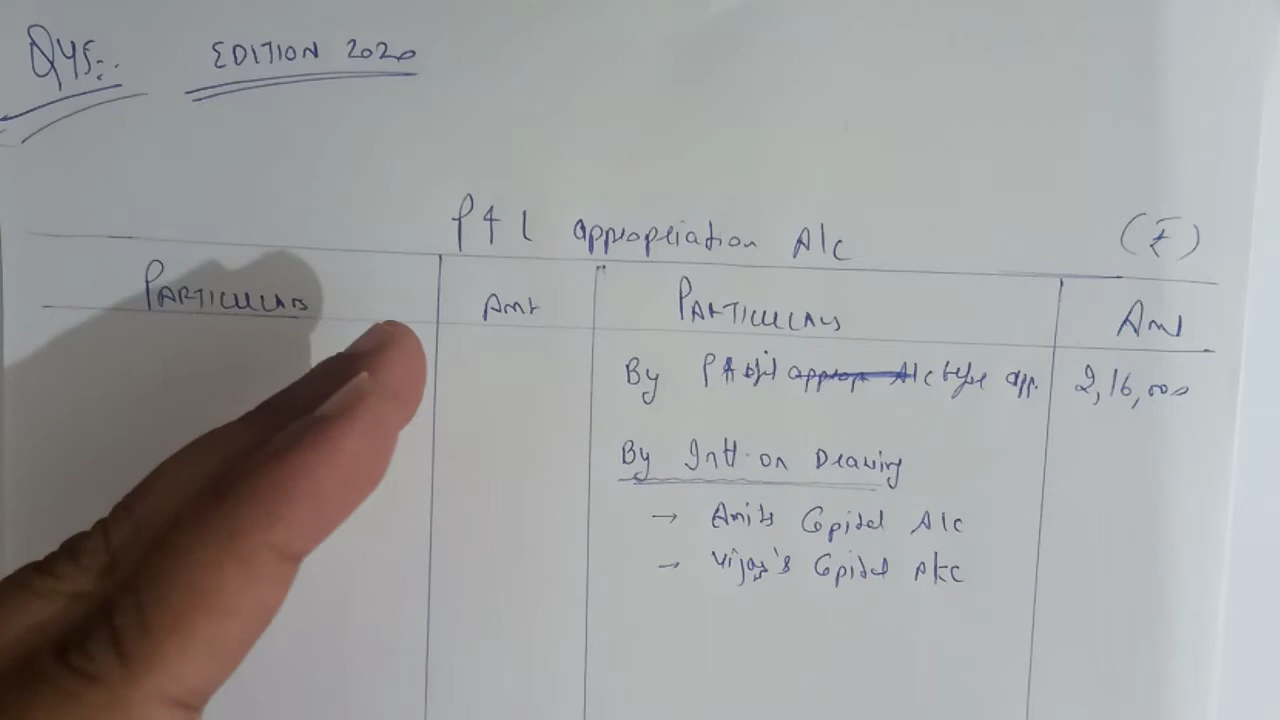 Q45:.
EDITION 2020
P & L appropriation A/c
(₹)
PARTICULARS Amt PARTICULARS Amt
By Profit before app. 2,16,000
By Intt. on Drawing
→ Amit's Capital A/c
→ Vijay's Capital A/c